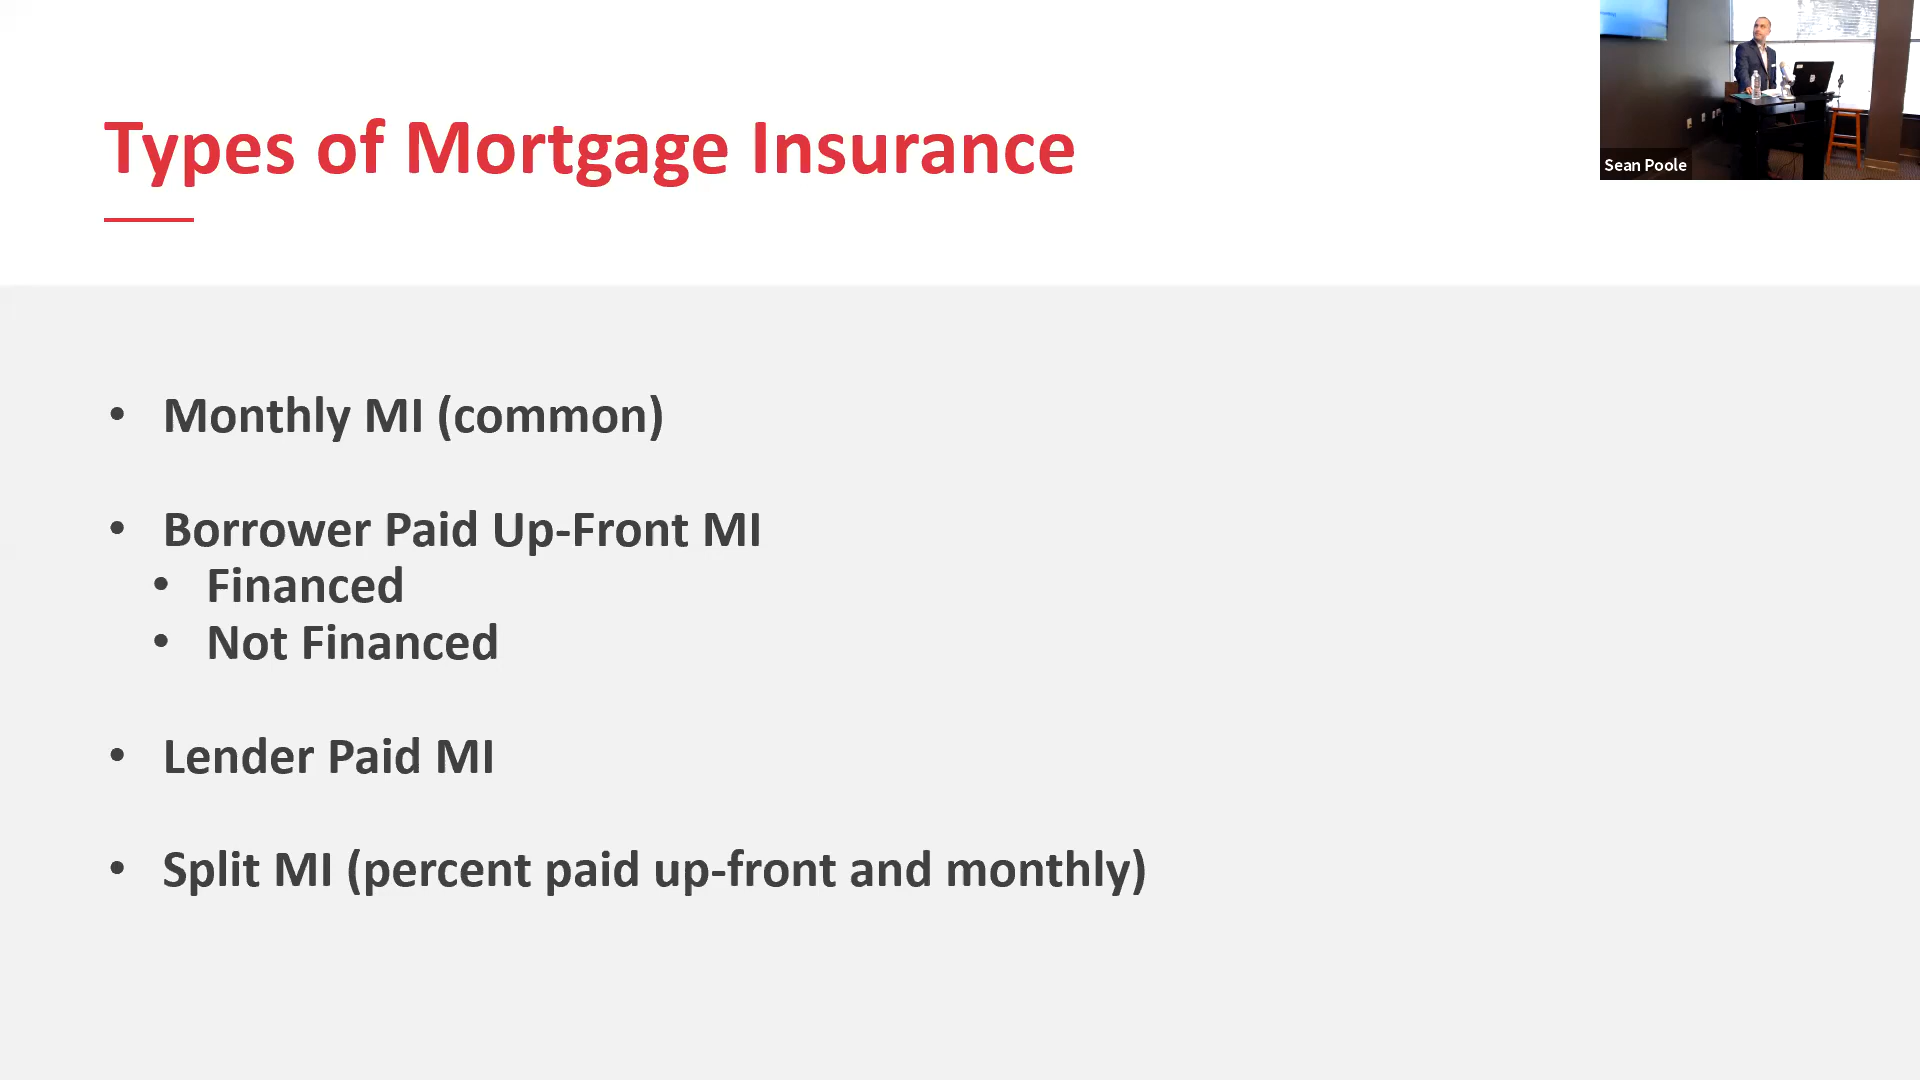 Types of Mortgage Insurance
Sean Poole
• Monthly MI (common)
• Borrower Paid Up-Front MI
• Financed
• Not Financed
• Lender Paid MI
• Split MI (percent paid up-front and monthly)